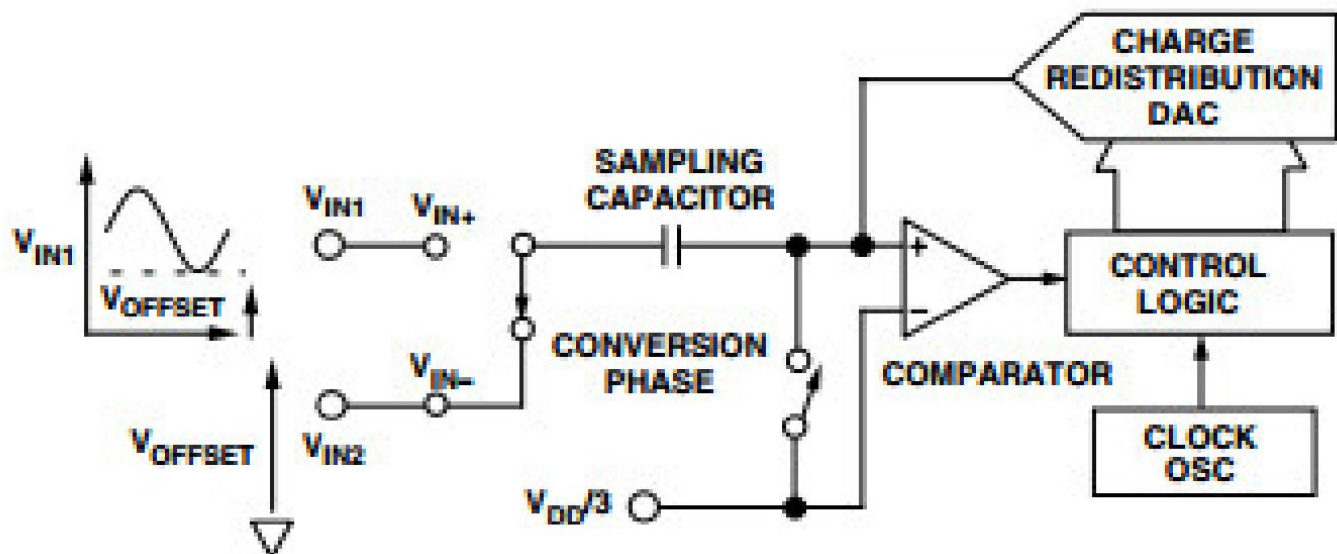 CHARGE
REDISTRIBUTION
DAC
SAMPLING
CAPACITOR
VIN1
VIN+
VIN1
+
CONTROL
LOGIC
VOFFSET
−
CONVERSION
PHASE
COMPARATOR
VIN−
VOFFSET
VIN2
CLOCK
OSC
VDD/3